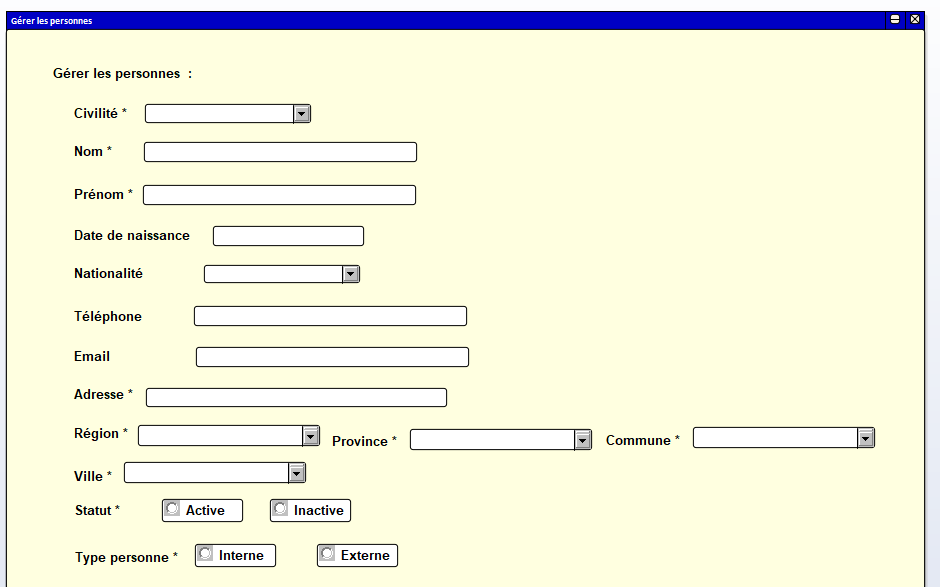 Gérer les personnes
Gérer les personnes :
Civilité *
Nom *
Prénom *
Date de naissance
Nationalité
Téléphone
Email
Adresse *
Région * Province * Commune *
Ville *
Statut * Active Inactive
Type personne * Interne Externe